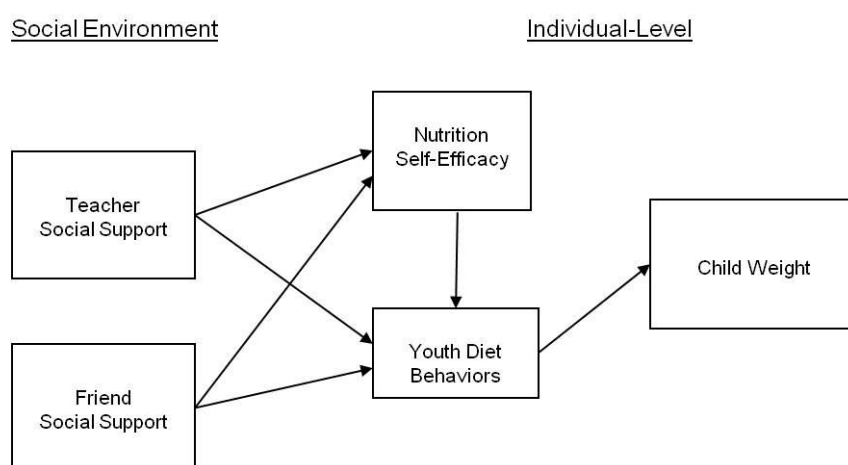 Social Environment
Individual-Level
Nutrition
Self-Efficacy
Teacher
Social Support
Child Weight
Youth Diet
Behaviors
Friend
Social Support